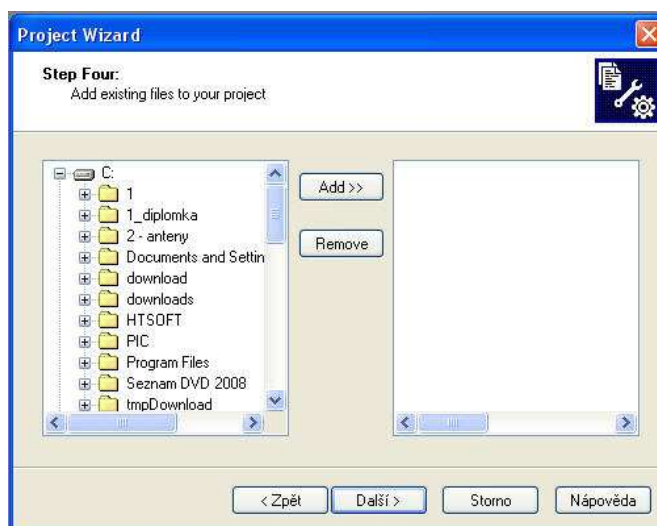 Project Wizard
Step Four:
Add existing files to your project
C:
1
1_diplomka
2 - anteny
Documents and Settin
download
downloads
HTSOFT
PIC
Program Files
Seznam DVD 2008
tmpDownload
Add >>
Remove
< Zpět
Další >
Storno
Nápověda